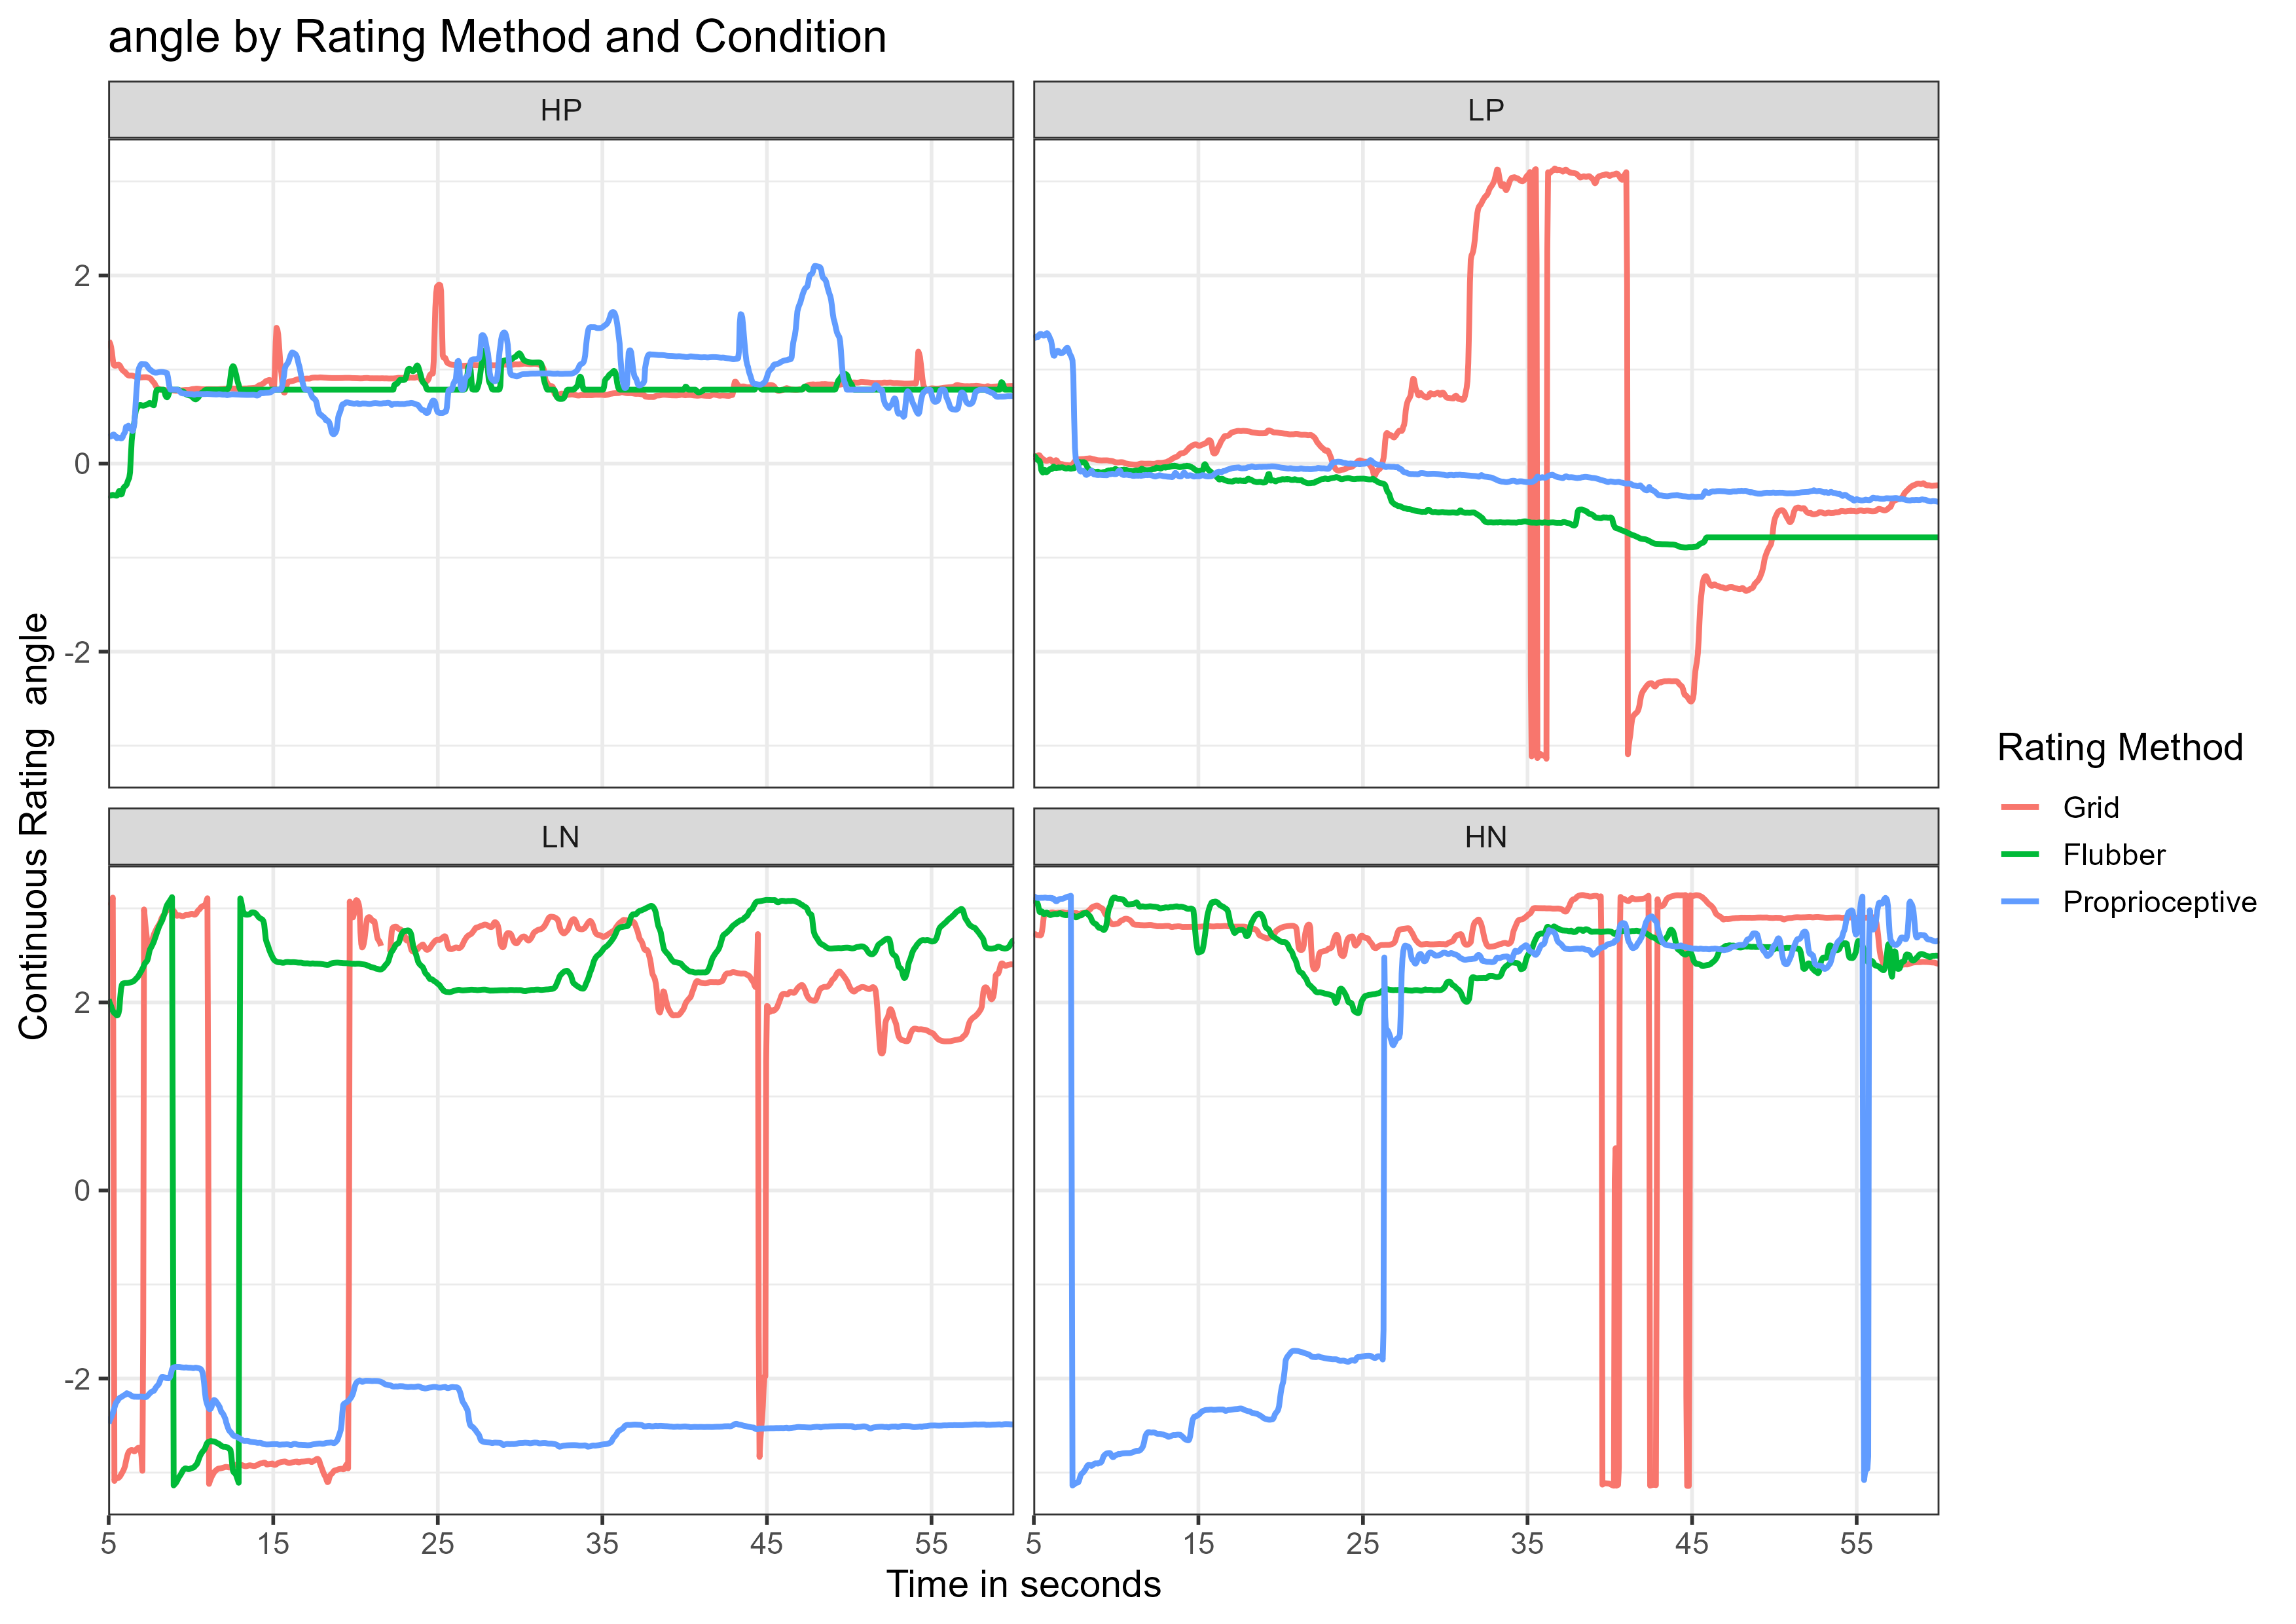 angle by Rating Method and Condition
HP
LP
2
0
-2
LN
HN
2
0
-2
5 15 25 35 45 55
5 15 25 35 45 55
Time in seconds
Continuous Rating  angle
Rating Method
Grid
Flubber
Proprioceptive